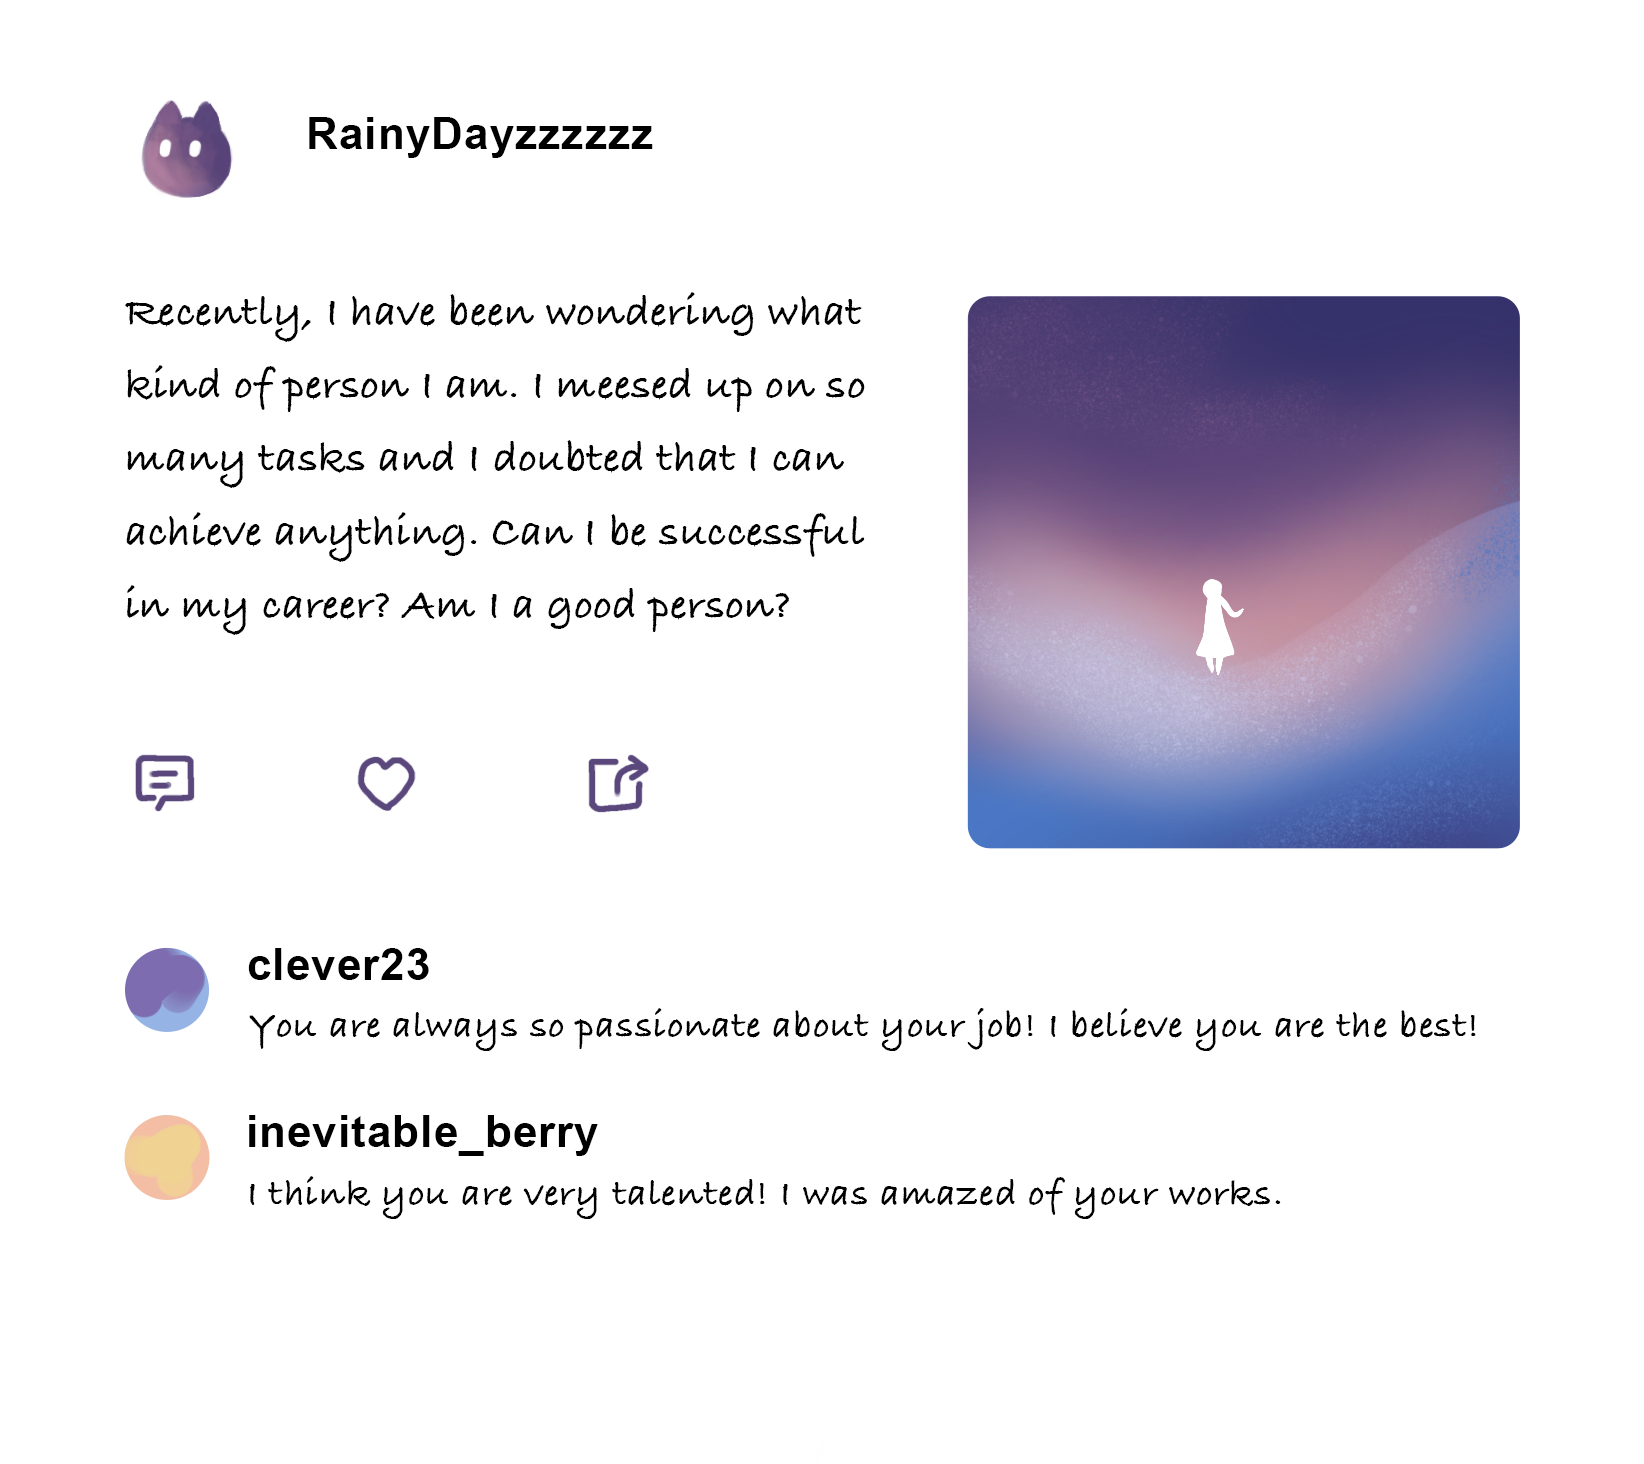 RainyDayzzzzzz
Recently, I have been wondering what
kind of person I am. I meesed up on so
many tasks and I doubted that I can
achieve anything. Can I be successful
in my career? Am I a good person?
clever23
You are always so passionate about your job! I believe you are the best!
inevitable_berry
I think you are very talented! I was amazed of your works.